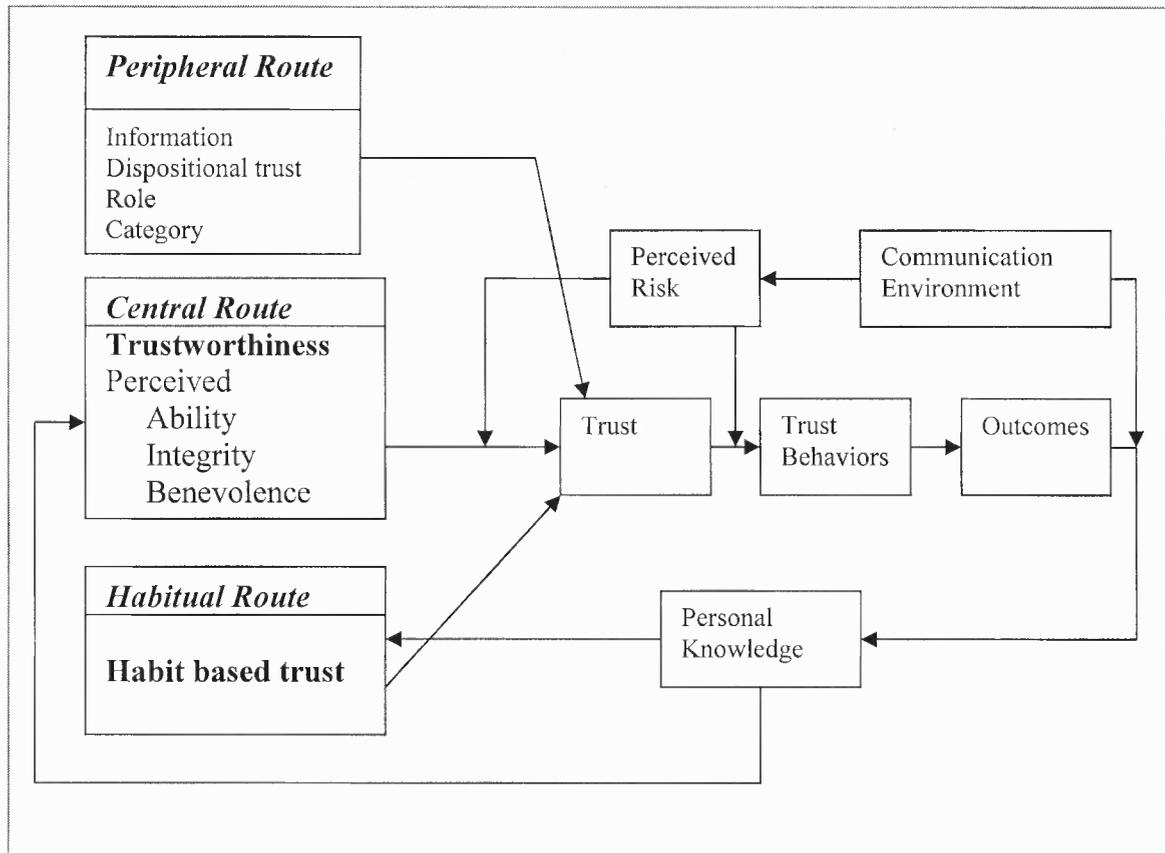 Peripheral Route
Information
Dispositional trust
Role
Category
Central Route
Trustworthiness
Perceived
Ability
Integrity
Benevolence
Habitual Route
Habit based trust
Perceived
Risk
Communication
Environment
Trust
Trust
Behaviors
Outcomes
Personal
Knowledge